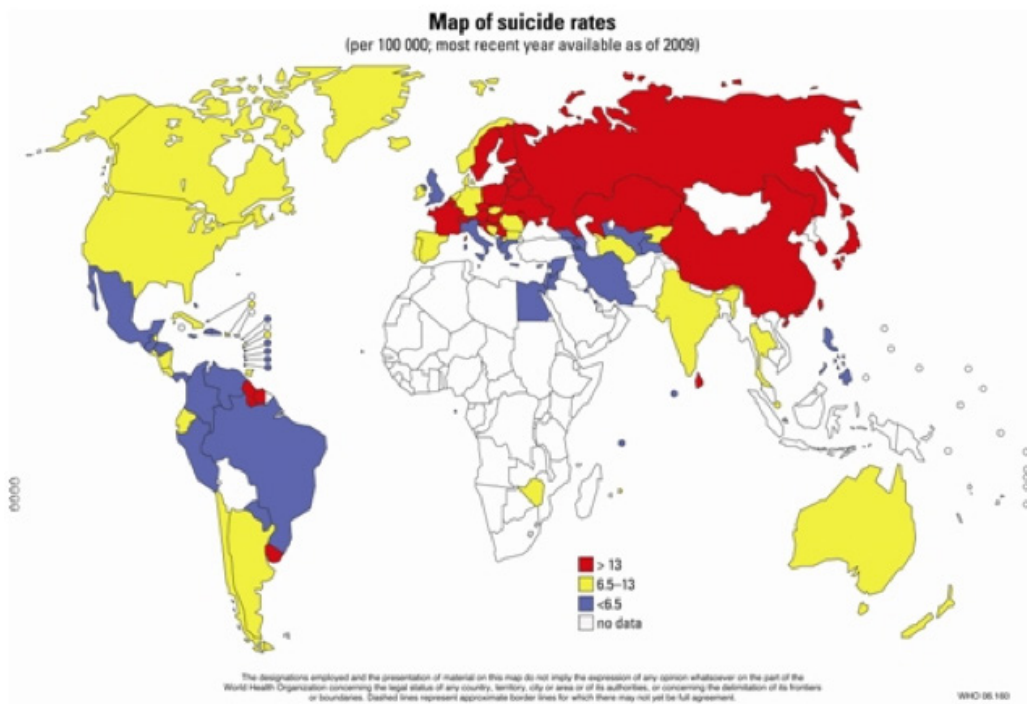 Map of suicide rates
(per 100 000; most recent year available as of 2009)
> 13
6.5–13
<6.5
no data
The designations employed and the presentation of material on this map do not imply the expression of any opinion whatsoever on the part of the
World Health Organization concerning the legal status of any country, territory, city or area or of its authorities, or concerning the delimitation of its frontiers
or boundaries. Dashed lines represent approximate border lines for which there may not yet be full agreement.
WHO 06.160